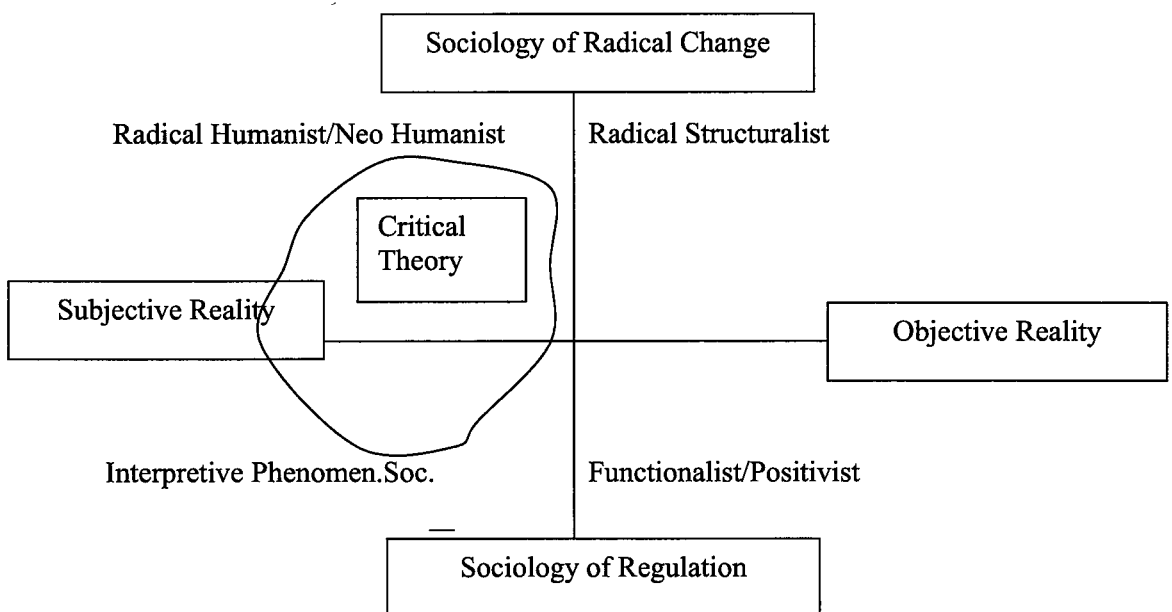 Sociology of Radical Change
Radical Humanist/Neo Humanist
Radical Structuralist
Critical
Theory
Subjective Reality
Objective Reality
Interpretive Phenomen.Soc.
Functionalist/Positivist
Sociology of Regulation